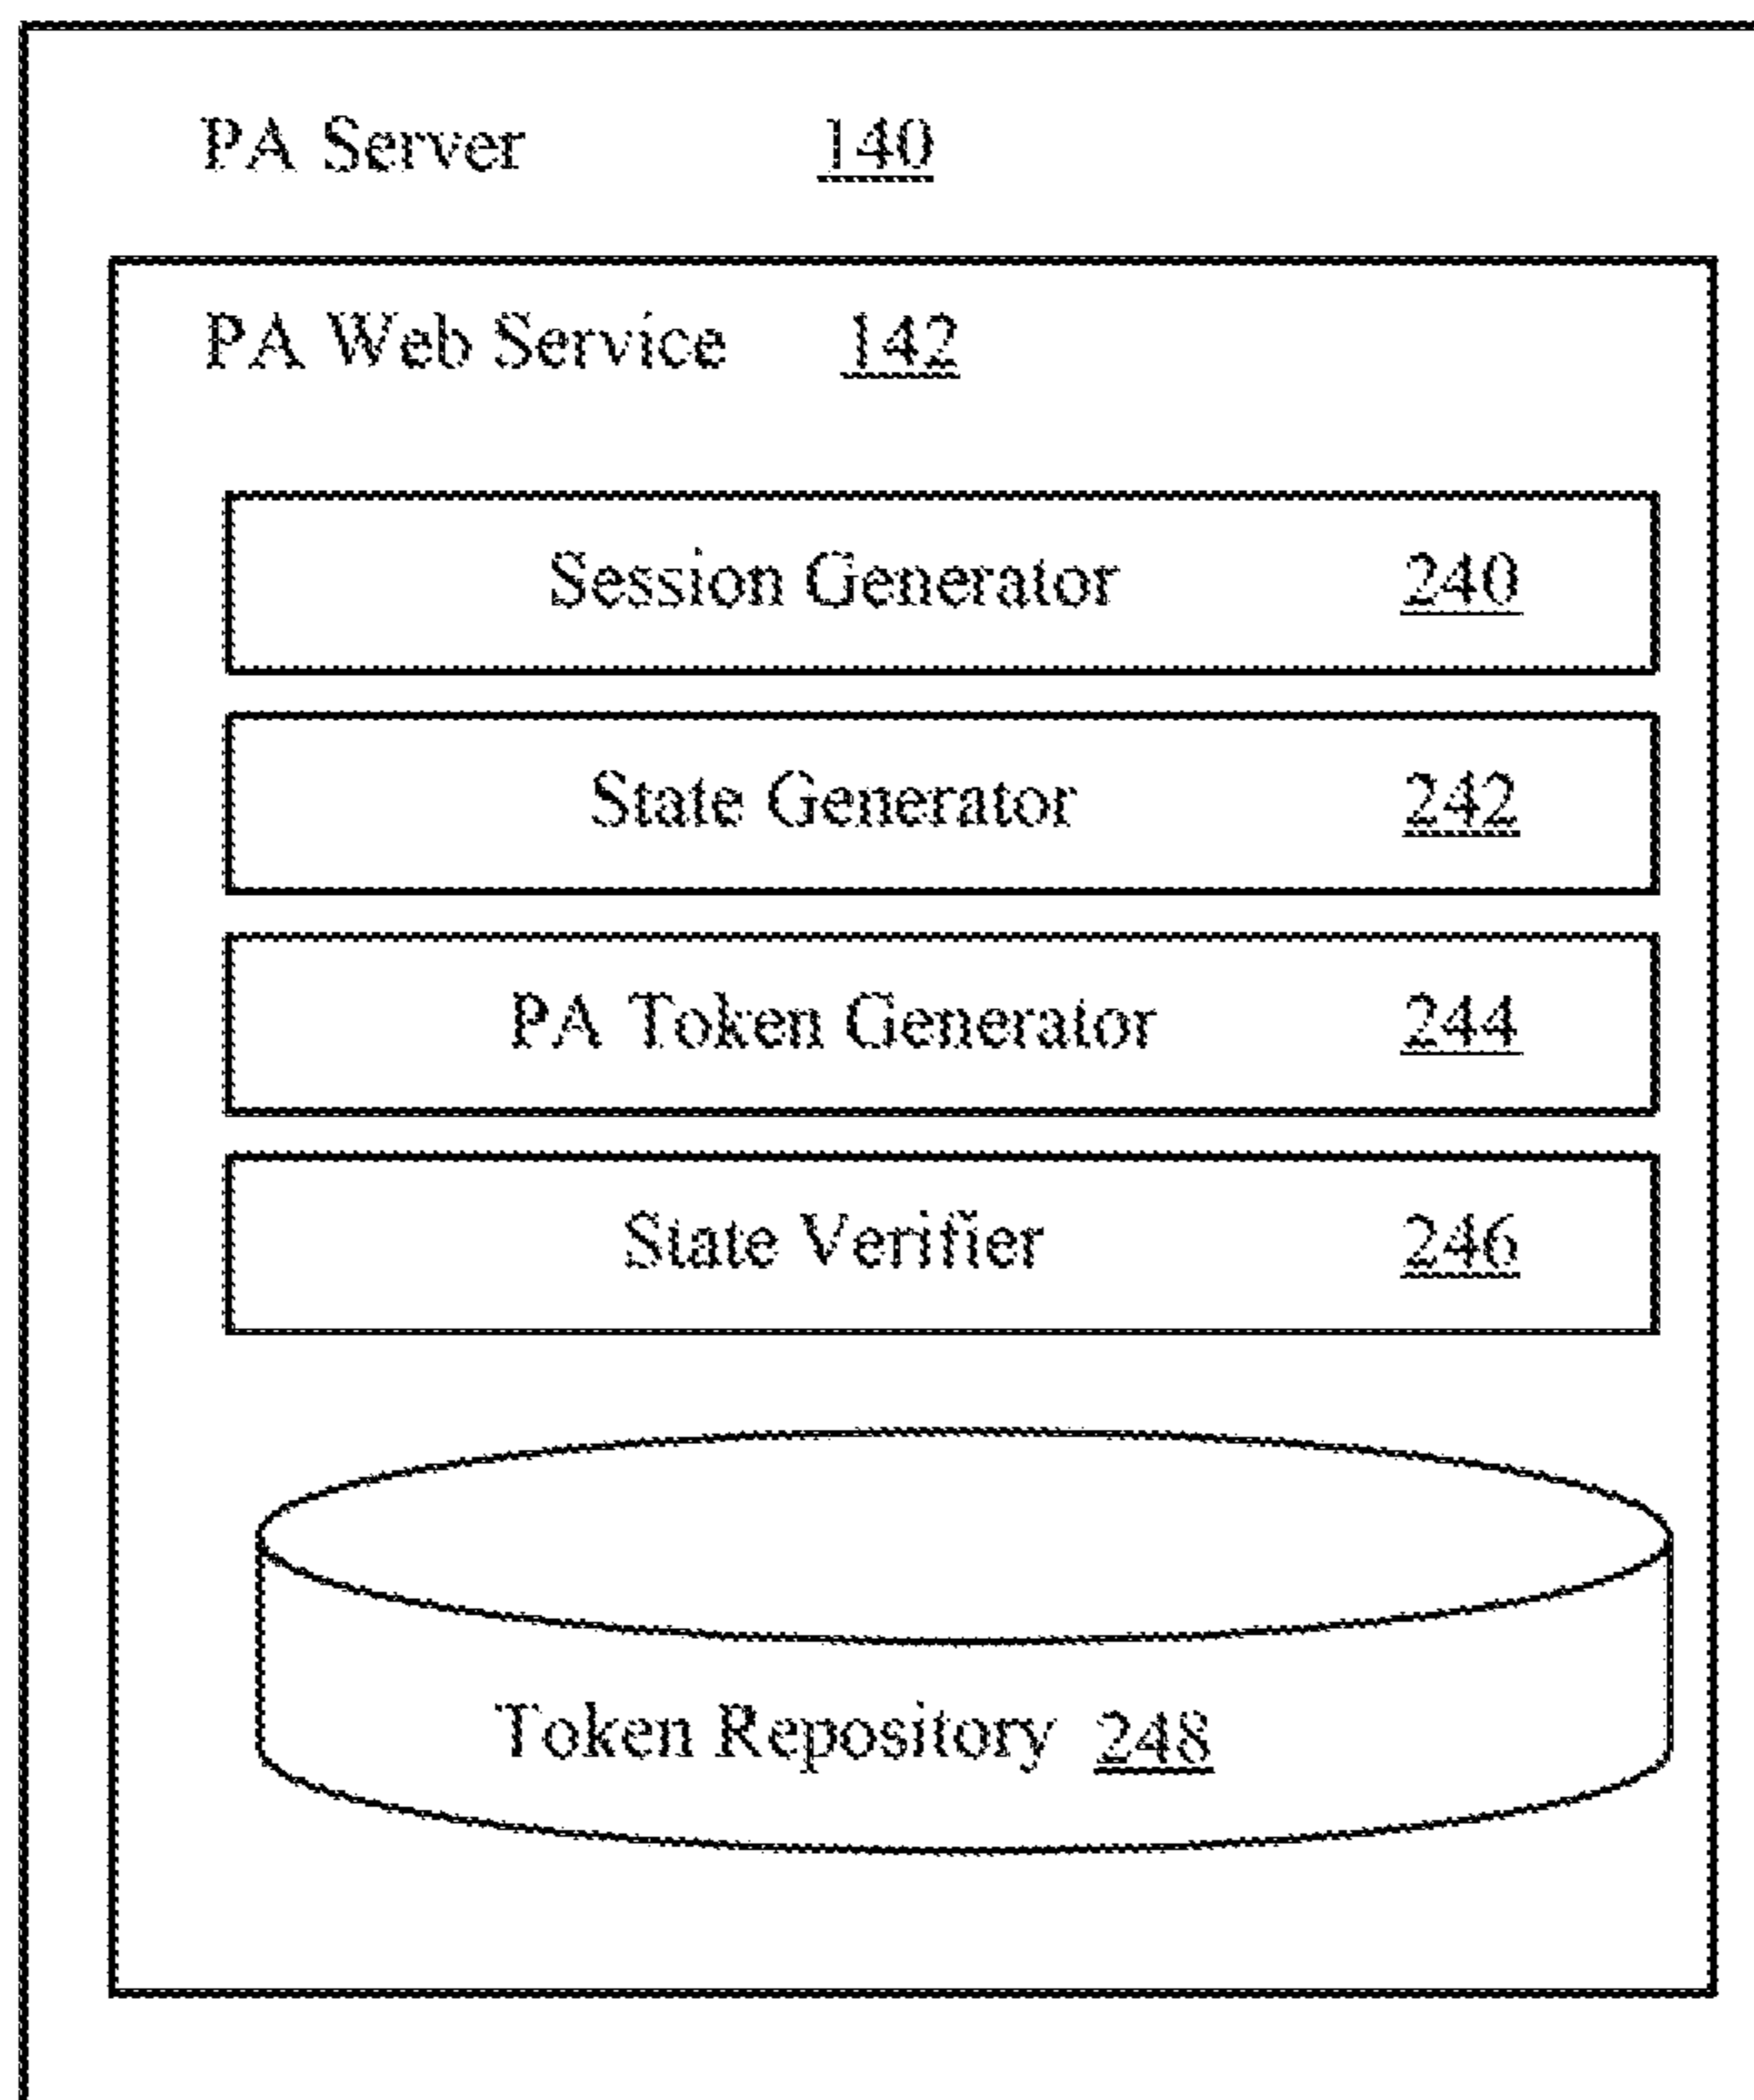 PA Server 140
PA Web Service 142
Session Generator 240
State Generator 242
PA Token Generator 244
State Verifier 246
Token Repository 248